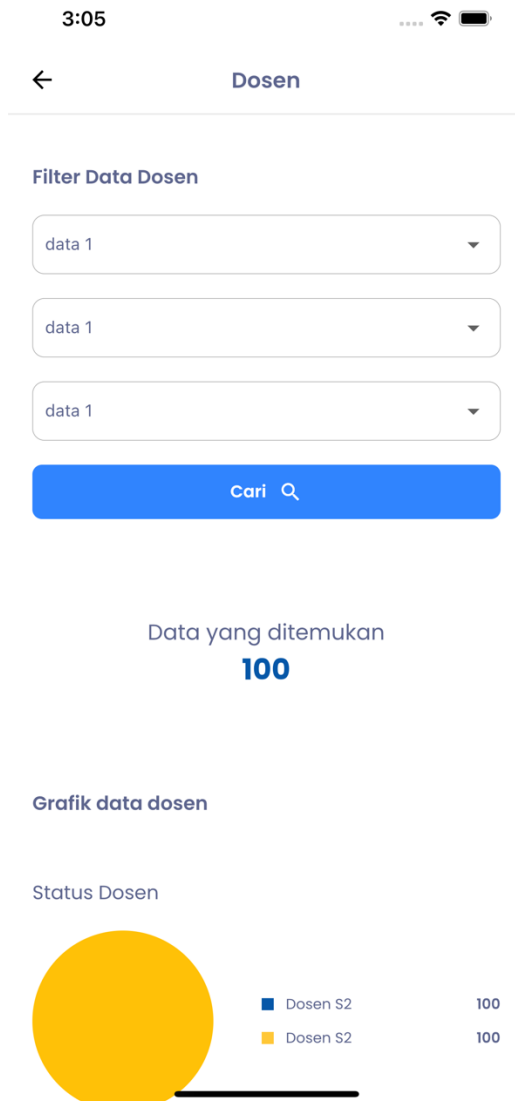 3:05
Dosen
Filter Data Dosen
data 1
data 1
data 1
Cari
Data yang ditemukan
100
Grafik data dosen
Status Dosen
Dosen S2 100
Dosen S2 100